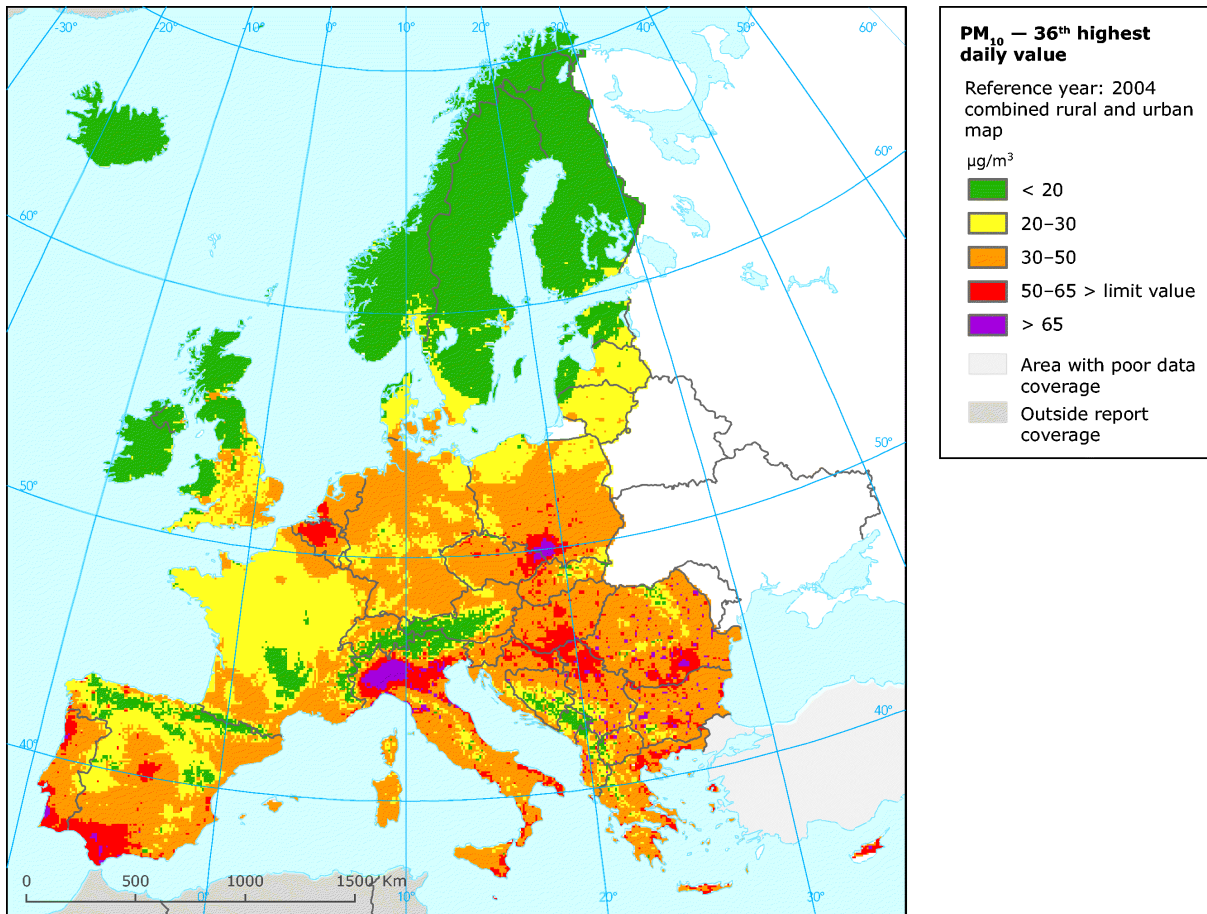 -30°
-20°
-10°
0°
10°
20°
30°
40°
50°
60°
60°
60°
50°
50°
40°
40°
0
500
1000
1500 Km
0°
10°
20°
30°
PM₁₀ — 36ᵗʰ highest
daily value
Reference year: 2004
combined rural and urban
map
µg/m³
< 20
20–30
30–50
50–65 > limit value
> 65
Area with poor data
coverage
Outside report
coverage